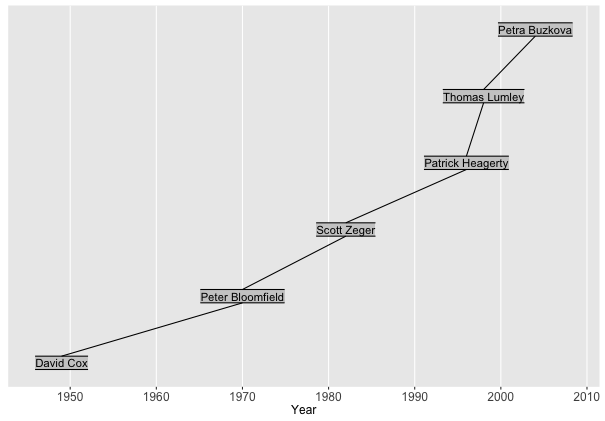 Petra Buzkova
Thomas Lumley
Patrick Heagerty
Scott Zeger
Peter Bloomfield
David Cox
1950 1960 1970 1980 1990 2000 2010
Year